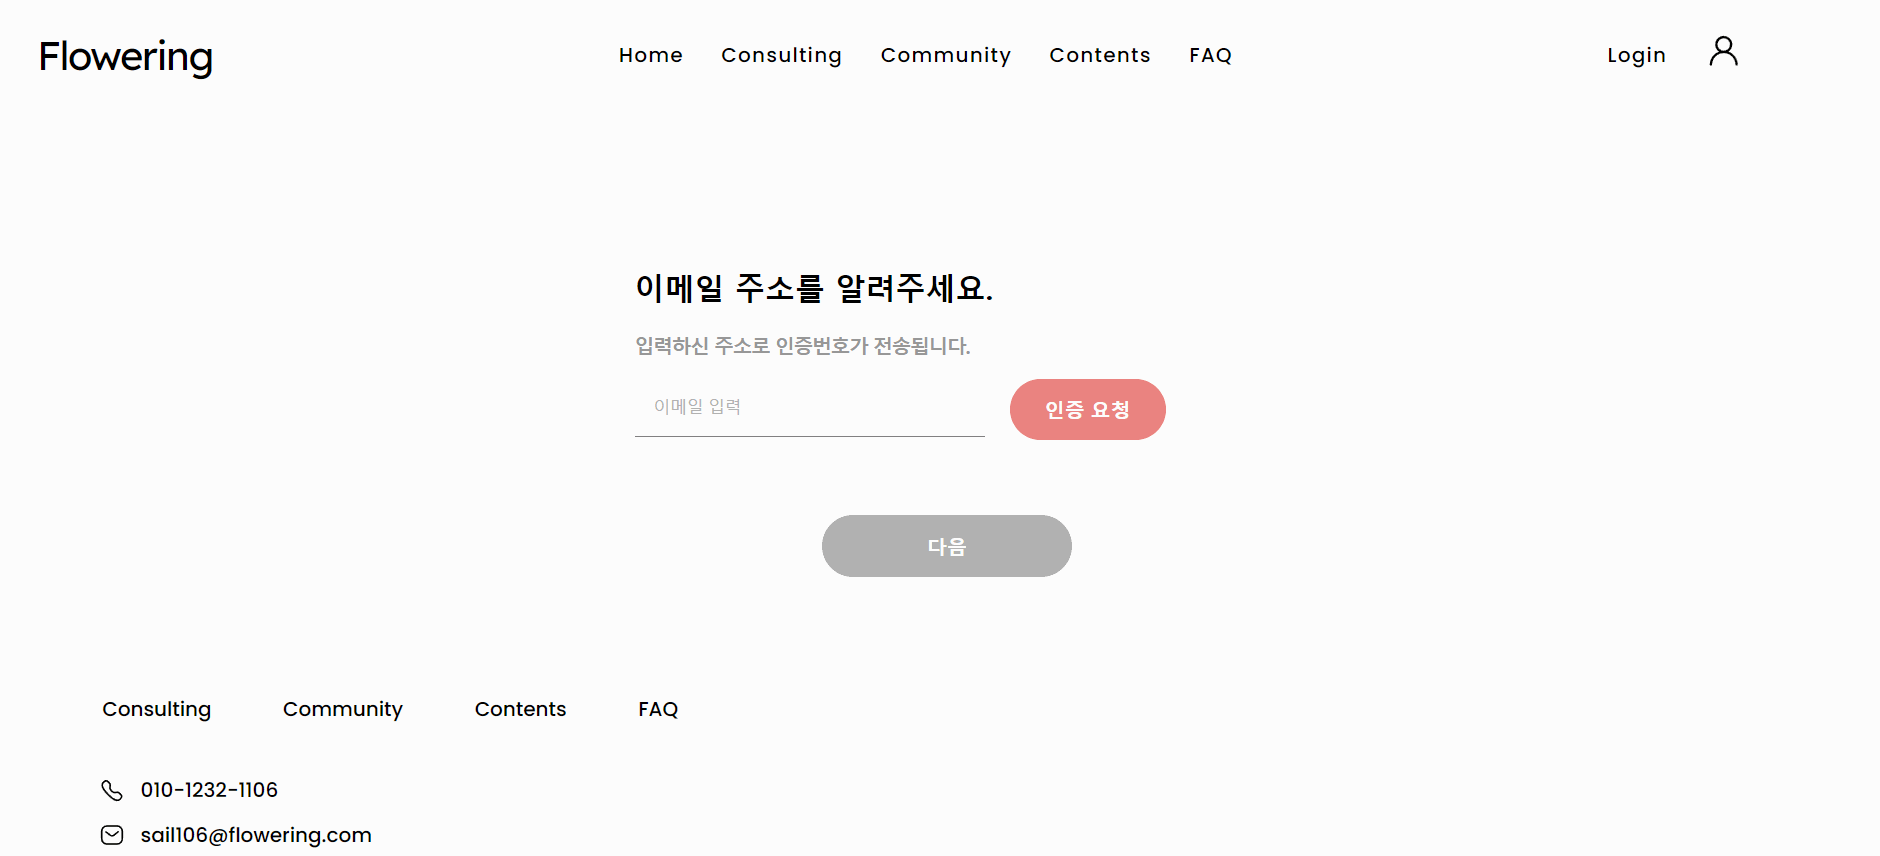 Flowering Home Consulting Community Contents FAQ Login
이메일 주소를 알려주세요.
입력하신 주소로 인증번호가 전송됩니다.
이메일 입력 인증 요청
다음
Consulting Community Contents FAQ
010-1232-1106
sail106@flowering.com